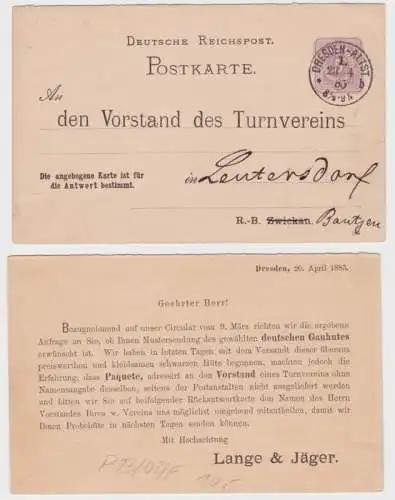 DEUTSCHE REICHSPOST.
POSTKARTE.
DRESDEN-ALTST.
An
den Vorstand des Turnvereins
Die angebogene Karte ist für
die Antwort bestimmt.
in Leutersdorf
R.-B. Zwickau. Bautzen
Dresden, 20. April 1885.
Geehrter Herr!
Bezugnehmend auf unser Circular vom 9. März richten wir die ergebene
Anfrage an Sie, ob Ihnen Mustersendung des gewählten deutschen Gauhutes
erwünscht ist. Wir haben in letzten Tagen mit dem Versandt dieser überaus
preiswerthen und kleidsamen schwarzen Hüte begonnen, machten jedoch die
Erfahrung, dass Paquete, adressirt an den Vorstand eines Turnvereins ohne
Namensangabe desselben, seitens der Postanstalten nicht ausgeliefert werden
und bitten wir Sie auf beifolgender Rückantwortkarte den Namen des Herrn
Vorstandes Ihres w. Vereins uns möglichst umgehend mitzutheilen, damit wir
Ihnen Probehüte in nächsten Tagen senden können.
Mit Hochachtung
Lange & Jäger.